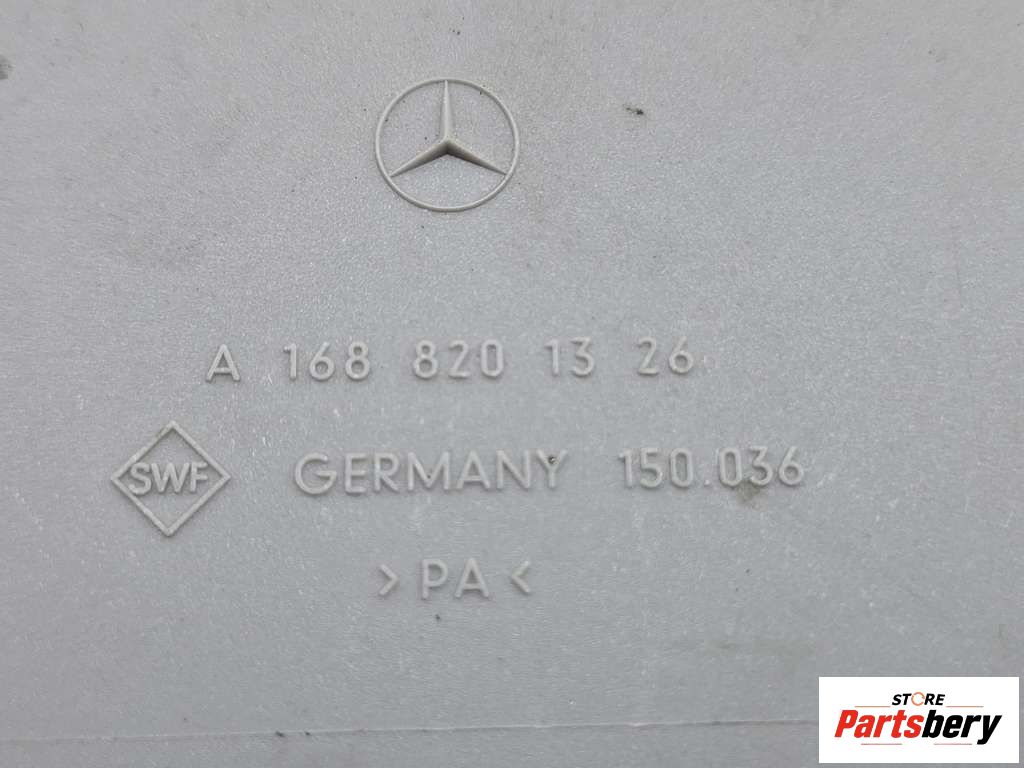 A 168 820 13 26
SWF GERMANY 150.036
> PA <
STORE
Partsbery